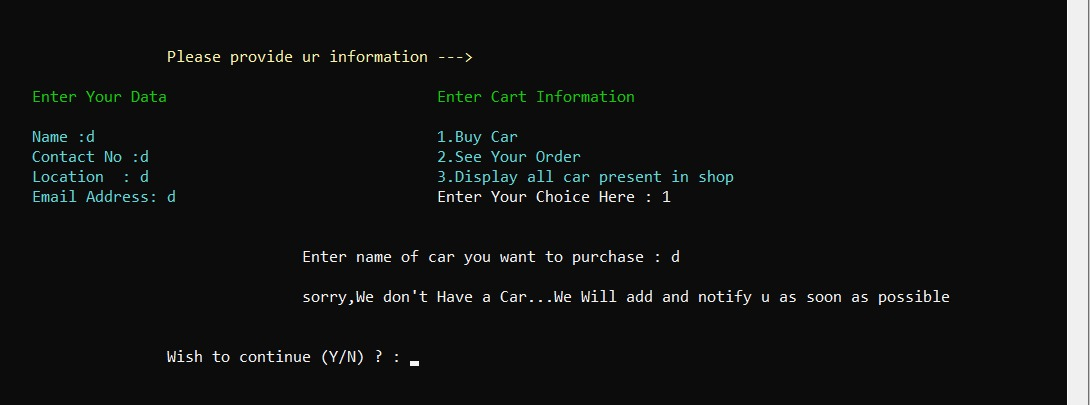 Please provide ur information --->
Enter Your Data
Enter Cart Information
Name :d
1.Buy Car
Contact No :d
2.See Your Order
Location  : d
3.Display all car present in shop
Email Address: d
Enter Your Choice Here : 1
Enter name of car you want to purchase : d
sorry,We don't Have a Car...We Will add and notify u as soon as possible
Wish to continue (Y/N) ? :